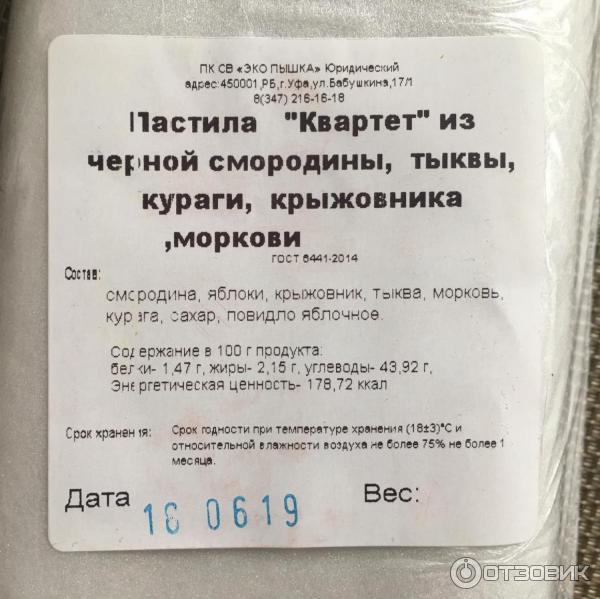 ПК СВ «ЭКО ПЫШКА» Юридический
адрес:450001,РБ,г.Уфа,ул.Бабушкина,17/1
8(347) 216-16-18
Пастила "Квартет" из
черной смородины, тыквы,
кураги, крыжовника
,моркови
ГОСТ 6441-2014
Состав:
смородина, яблоки, крыжовник, тыква, морковь,
курага, сахар, повидло яблочное.
Содержание в 100 г продукта:
белки- 1,47 г, жиры- 2,15 г, углеводы- 43,92 г,
Энергетическая ценность- 178,72 ккал
Срок хранения: Срок годности при температуре хранения (18±3)°С и
относительной влажности воздуха не более 75% не более 1
месяца.
Дата 16 0619 Вес:
ОТЗОВИК